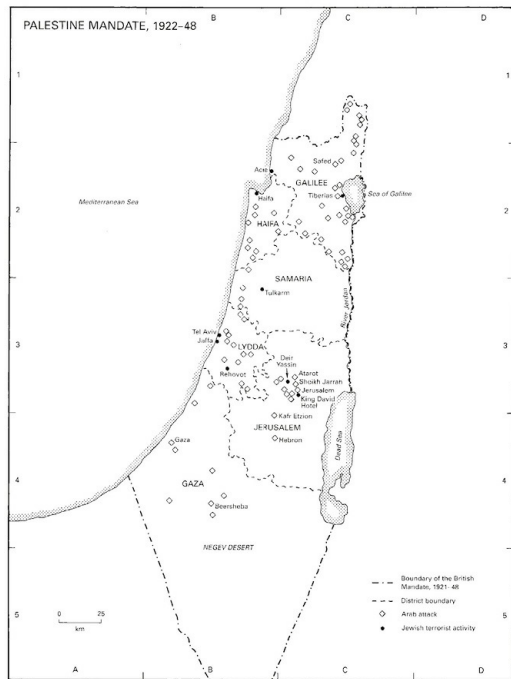 B
C
D
PALESTINE MANDATE, 1922–48
1
1
Safed
Acre
GALILEE
Tiberias
Sea of Galilee
Haifa
Mediterranean Sea
2
2
HAIFA
SAMARIA
Tulkarm
River Jordan
Tel Aviv
Jaffa
3
3
LYDDA
Deir
Yassin
Rehovot
Atarot
Sheikh Jarrah
Jerusalem
King David
Hotel
Kafr Etzion
JERUSALEM
Gaza
Hebron
Dead Sea
4
4
GAZA
Beersheba
NEGEV DESERT
Boundary of the British
Mandate, 1921–48
District boundary
Arab attack
Jewish terrorist activity
5
5
0 25
km
A
B
C
D